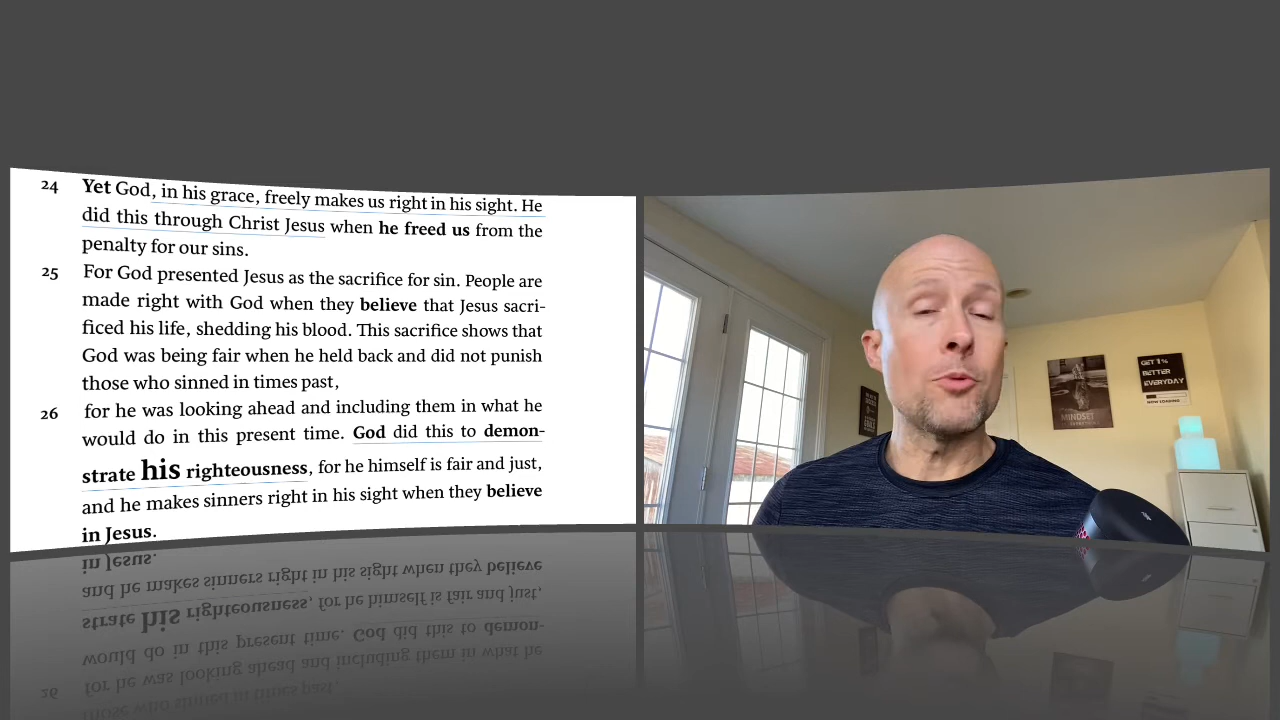 24 Yet God, in his grace, freely makes us right in his sight. He
did this through Christ Jesus when he freed us from the
penalty for our sins.
25 For God presented Jesus as the sacrifice for sin. People are
made right with God when they believe that Jesus sacri-
ficed his life, shedding his blood. This sacrifice shows that
God was being fair when he held back and did not punish
those who sinned in times past,
26 for he was looking ahead and including them in what he
would do in this present time. God did this to demon-
strate his righteousness, for he himself is fair and just,
and he makes sinners right in his sight when they believe
in Jesus.
MINDSET
GET 1%
BETTER
EVERYDAY
NOW LOADING